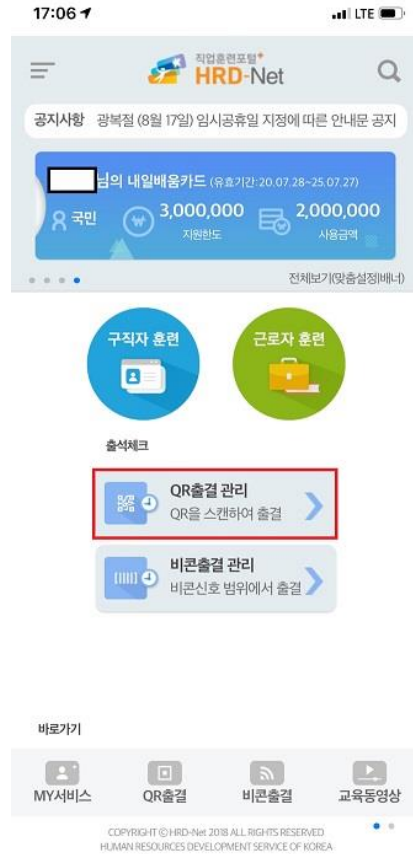 17:06
LTE
직업훈련포털
HRD-Net
공지사항 광복절 (8월 17일) 임시공휴일 지정에 따른 안내문 공지
님의 내일배움카드 (유효기간:20.07.28~25.07.27)
국민 3,000,000 2,000,000
지원한도 사용금액
전체보기(맞춤설정|배너)
구직자 훈련 근로자 훈련
출석체크
QR출결 관리
QR을 스캔하여 출결
비콘출결 관리
비콘신호 범위에서 출결
바로가기
MY서비스 QR출결 비콘출결 교육동영상
COPYRIGHT ⓒ HRD-Net 2018 ALL RIGHTS RESERVED
HUMAN RESOURCES DEVELOPMENT SERVICE OF KOREA